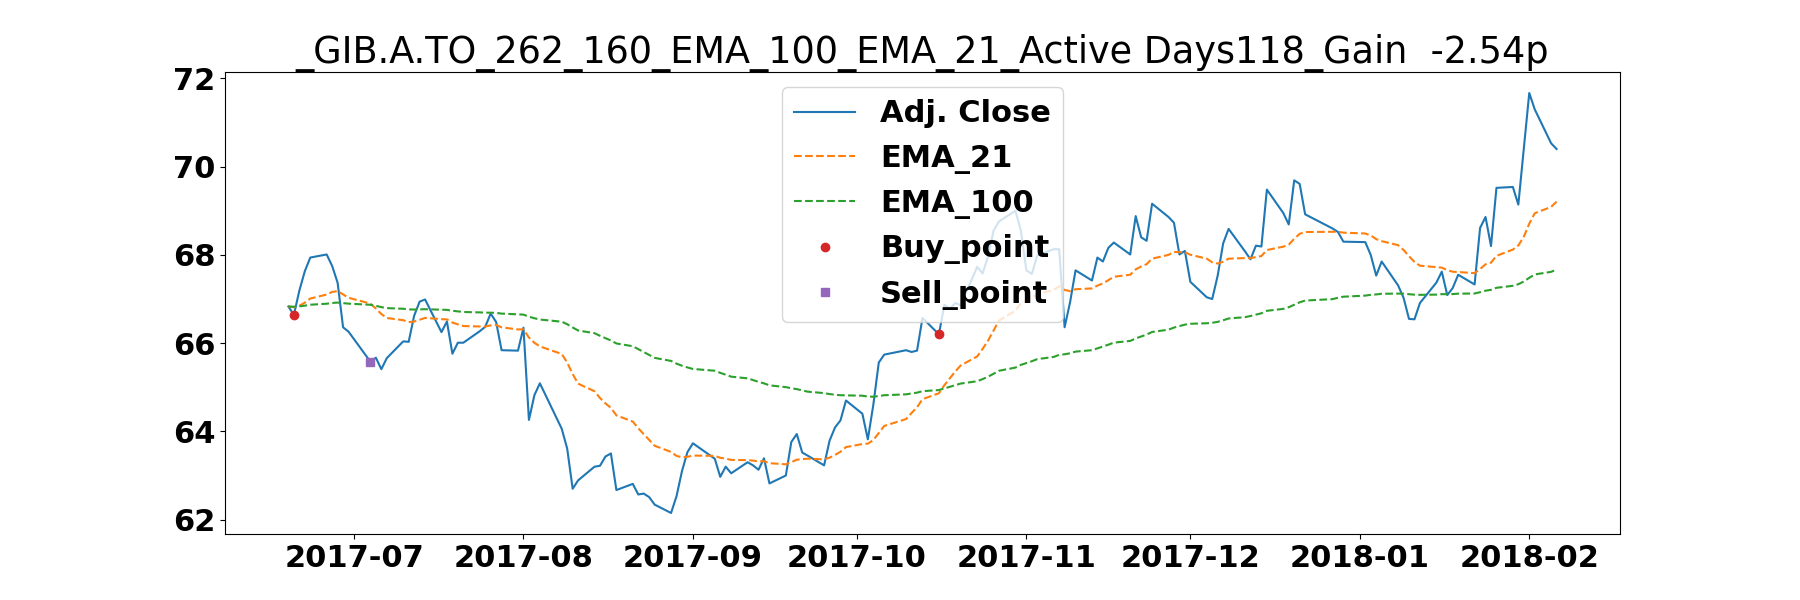 _GIB.A.TO_262_160_EMA_100_EMA_21_Active Days118_Gain  -2.54p
72
70
68
66
64
62
Adj. Close
EMA_21
EMA_100
Buy_point
Sell_point
2017-07 2017-08 2017-09 2017-10 2017-11 2017-12 2018-01 2018-02